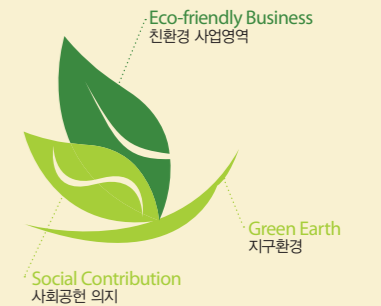 Eco-friendly Business
친환경 사업영역
Green Earth
지구환경
Social Contribution
사회공헌 의지